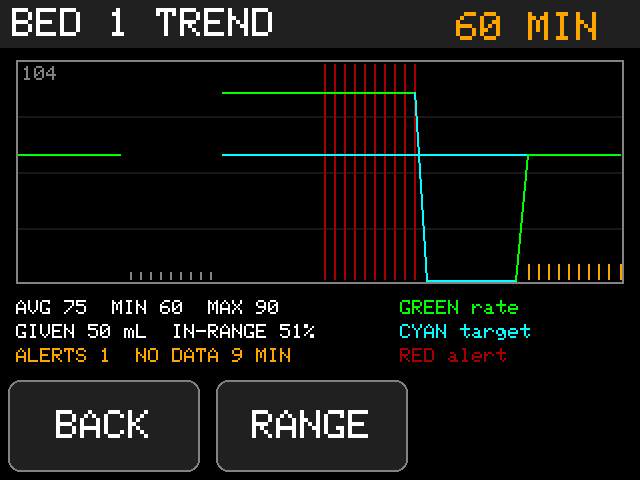 BED 1 TREND
60 MIN
104
AVG 75 MIN 60 MAX 90
GREEN rate
GIVEN 50 mL IN-RANGE 51%
CYAN target
ALERTS 1 NO DATA 9 MIN
RED alert
BACK
RANGE